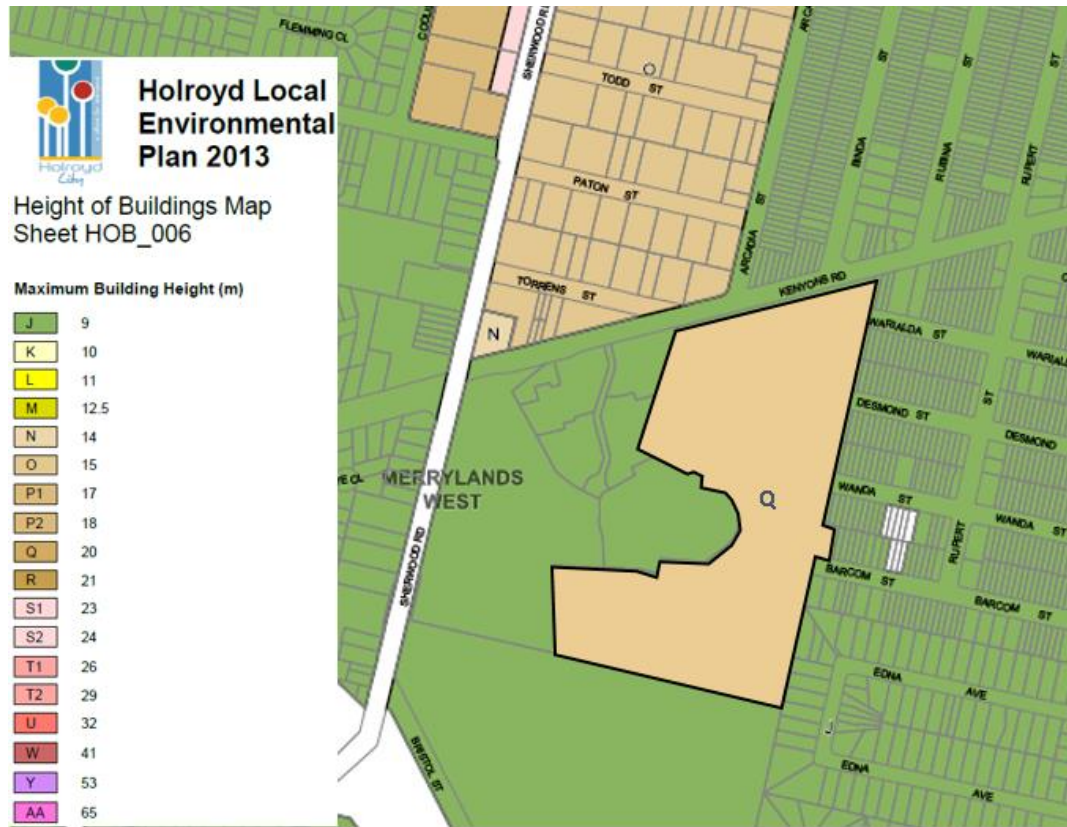 Holroyd
City
Holroyd Local
Environmental
Plan 2013
Height of Buildings Map
Sheet HOB_006
Maximum Building Height (m)
J 9
K 10
L 11
M 12.5
N 14
O 15
P1 17
P2 18
Q 20
R 21
S1 23
S2 24
T1 26
T2 29
U 32
W 41
Y 53
AA 65
FLEMMING CL
SHERWOOD RD
O
TODD ST
PATON ST
TORRENS ST
N
ARCADIA ST
BINDA ST
RUBINA ST
RUPERT ST
KENYONS RD
WARIALDA ST
DESMOND ST
DESMOND
WANDA ST
WANDA ST
RUPERT ST
BARCOM ST
BARCOM ST
MERRYLANDS
WEST
Q
SHERWOOD RD
EDNA AVE
J
EDNA AVE
BRISTOL ST